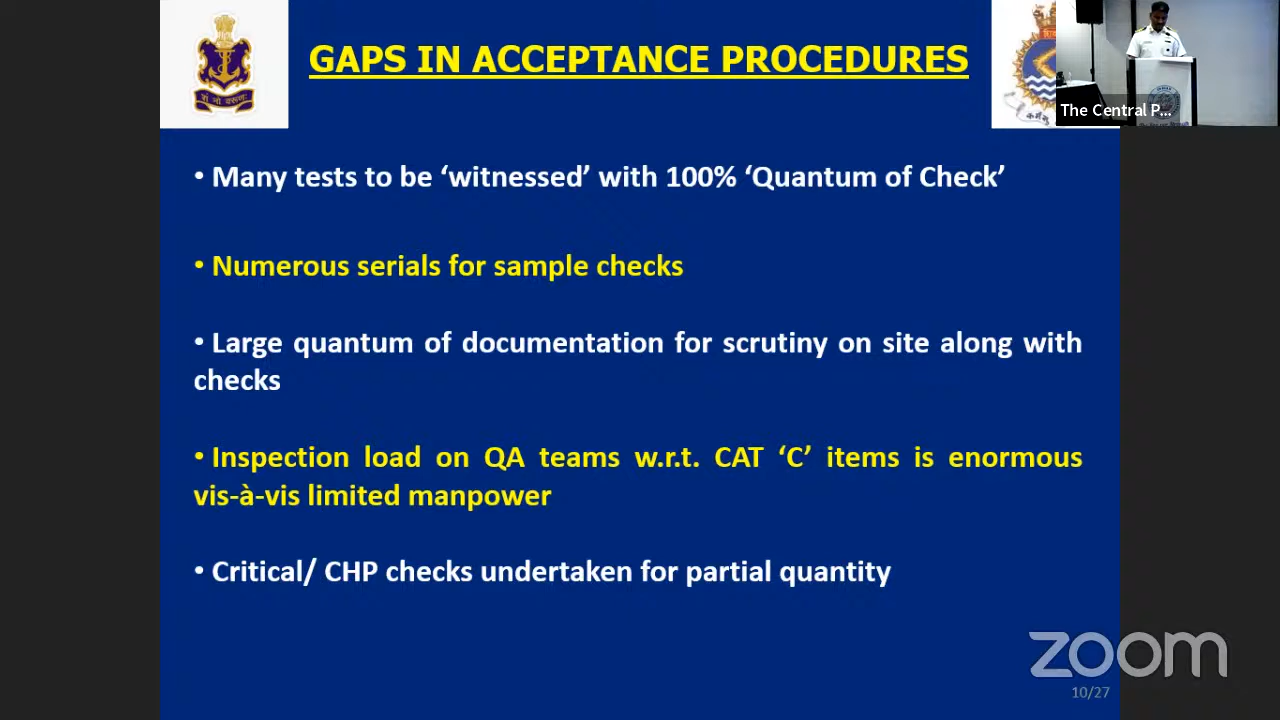 GAPS IN ACCEPTANCE PROCEDURES
शं नो वरुणः
The Central P...
• Many tests to be ‘witnessed’ with 100% ‘Quantum of Check’
• Numerous serials for sample checks
• Large quantum of documentation for scrutiny on site along with
checks
• Inspection load on QA teams w.r.t. CAT ‘C’ items is enormous
vis-à-vis limited manpower
• Critical/ CHP checks undertaken for partial quantity
zoom
10/27